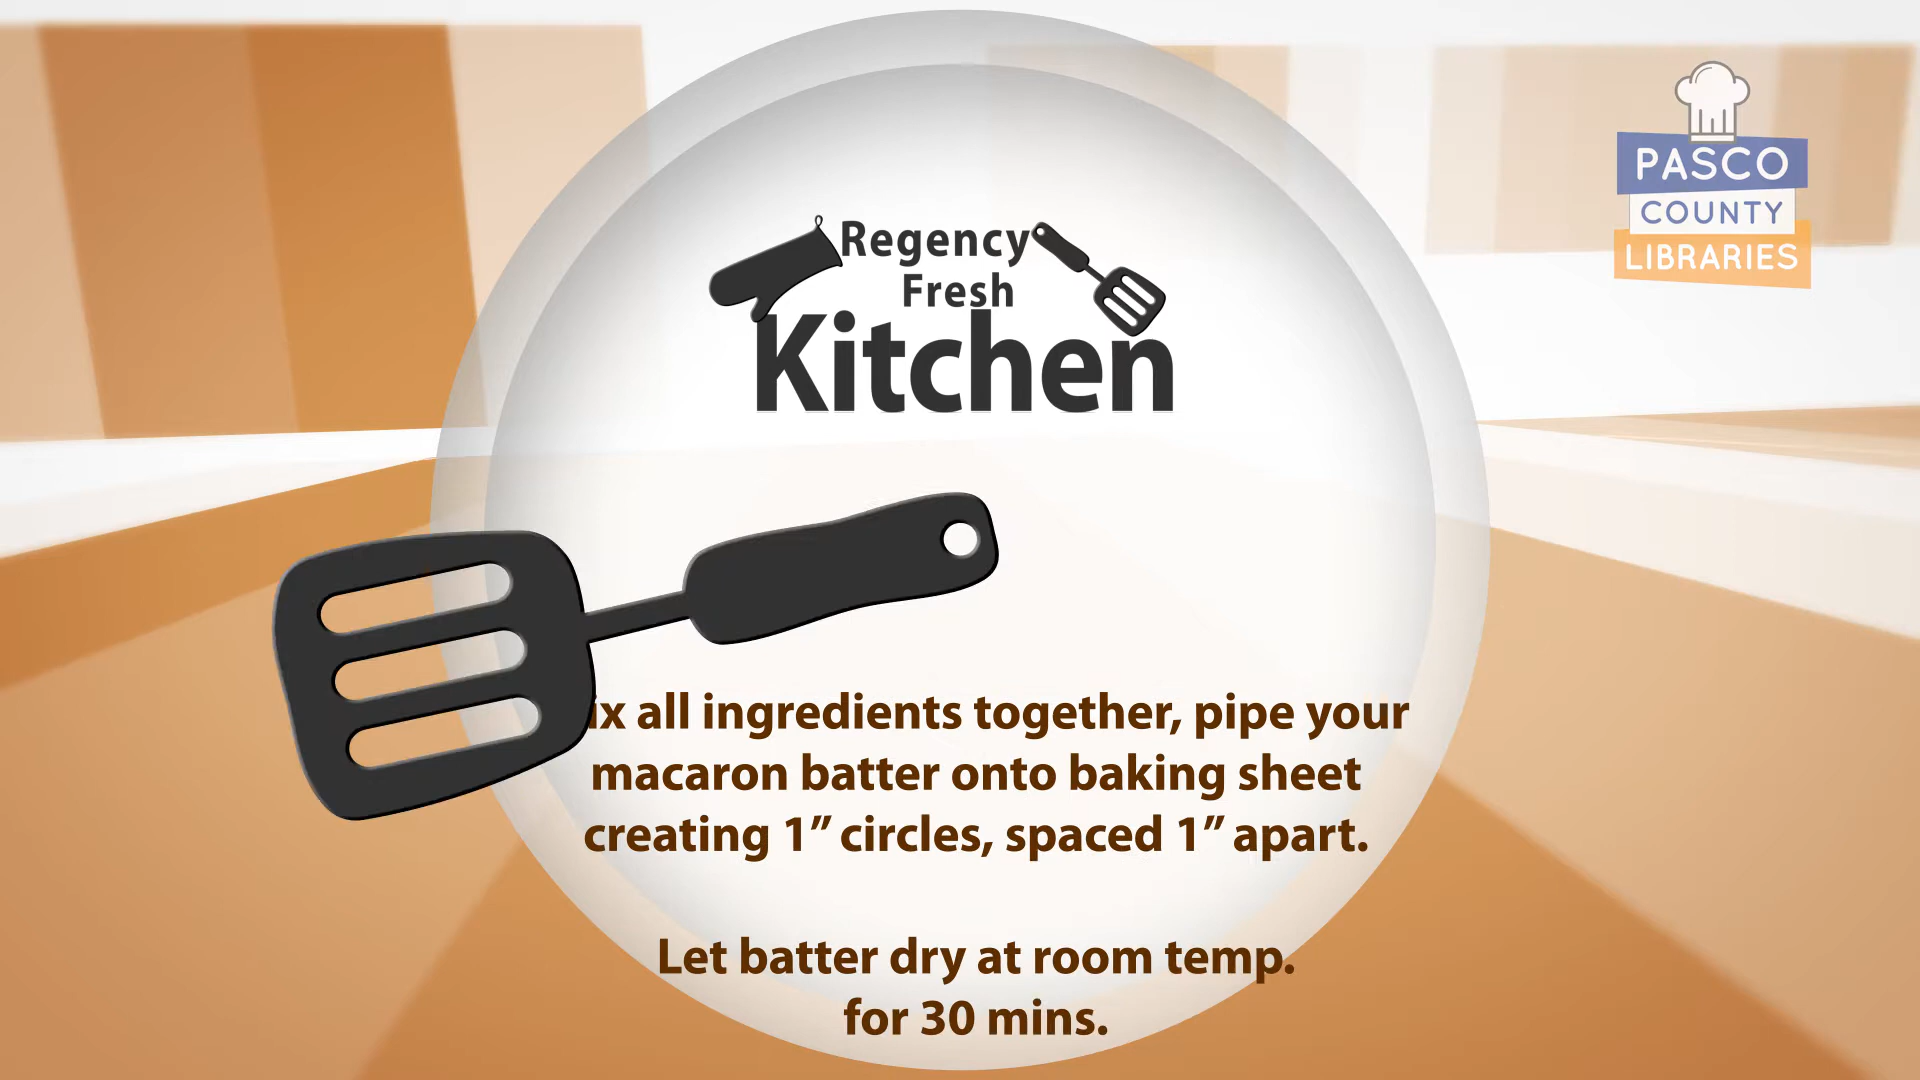 Regency
Fresh
Kitchen
PASCO
COUNTY
LIBRARIES
all ingredients together, pipe your
macaron batter onto baking sheet
creating 1” circles, spaced 1” apart.
Let batter dry at room temp.
for 30 mins.